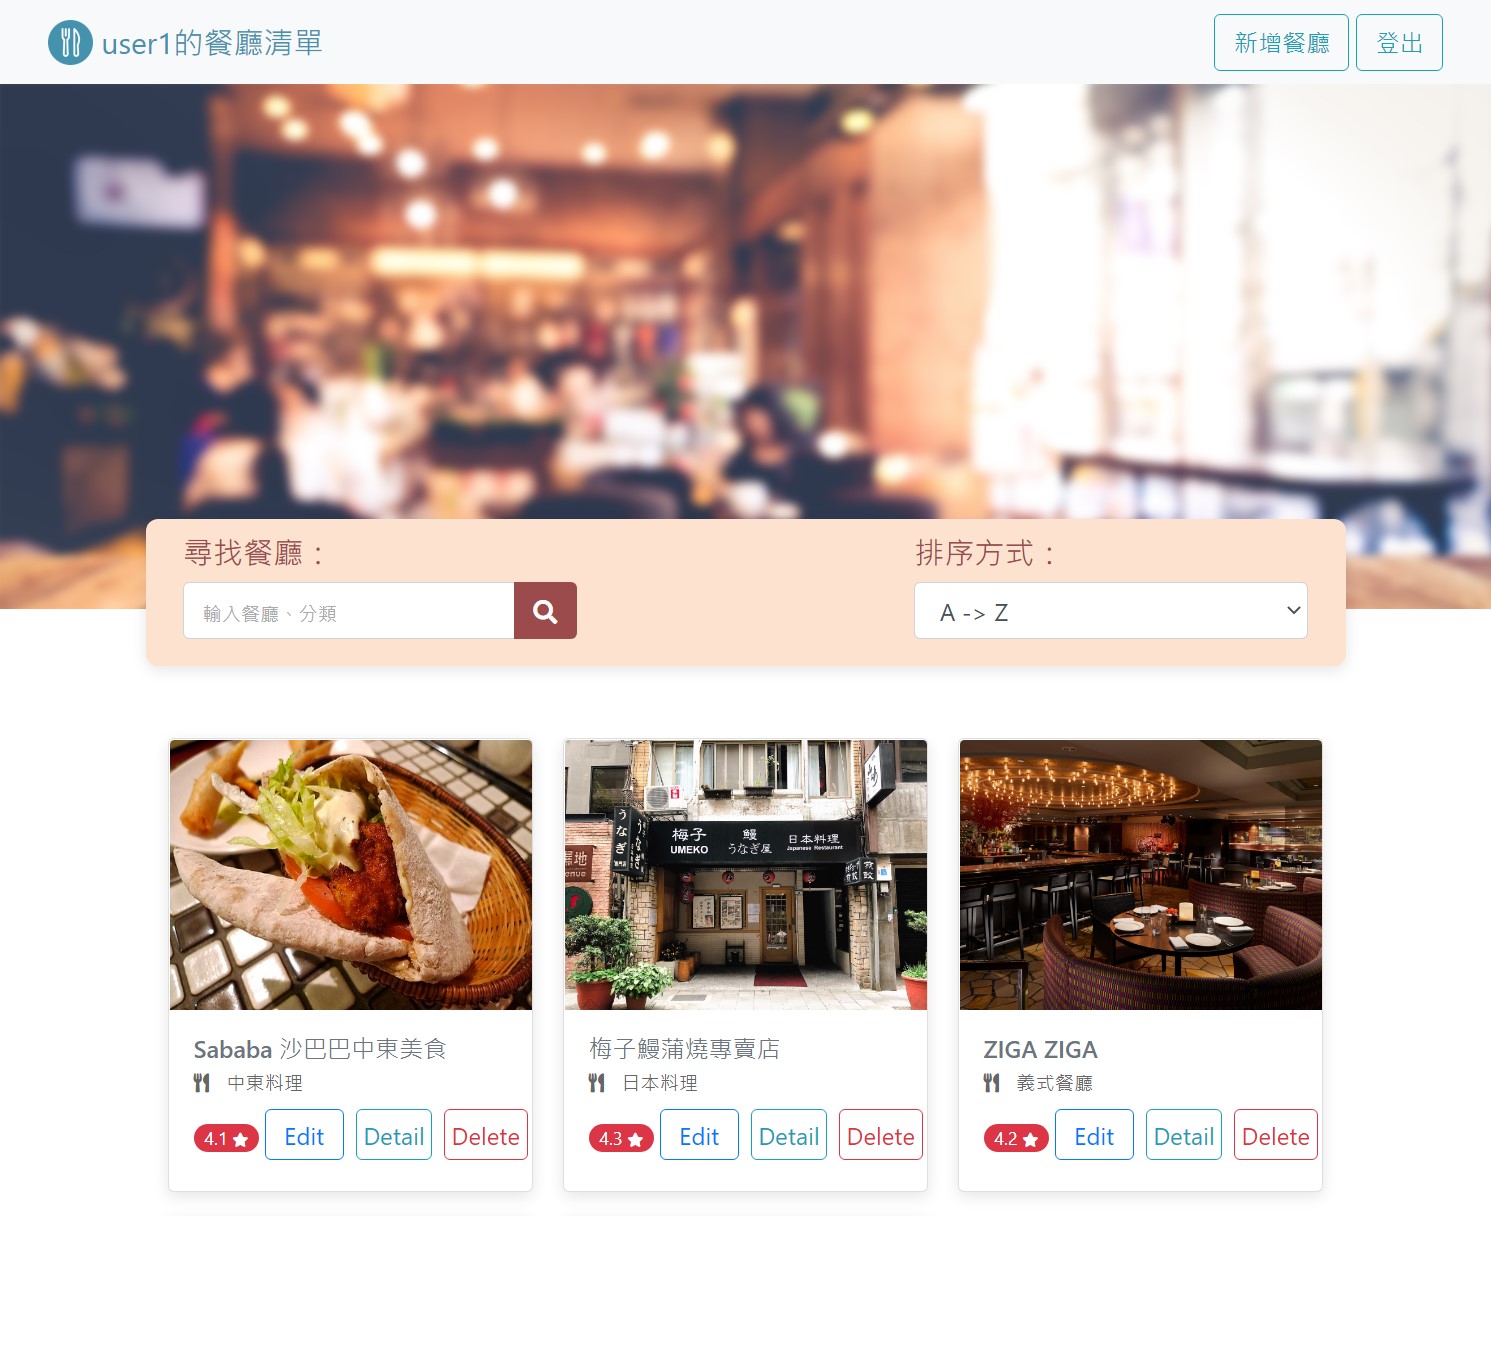 user1的餐廳清單
新增餐廳
登出
尋找餐廳：
排序方式：
輸入餐廳、分類
A -> Z
梅子
UMEKO
鰻
うなぎ屋
日本料理
Japanese Restaurant
うなぎ
Sababa 沙巴巴中東美食
中東料理
4.1
Edit
Detail
Delete
梅子鰻蒲燒專賣店
日本料理
4.3
Edit
Detail
Delete
ZIGA ZIGA
義式餐廳
4.2
Edit
Detail
Delete